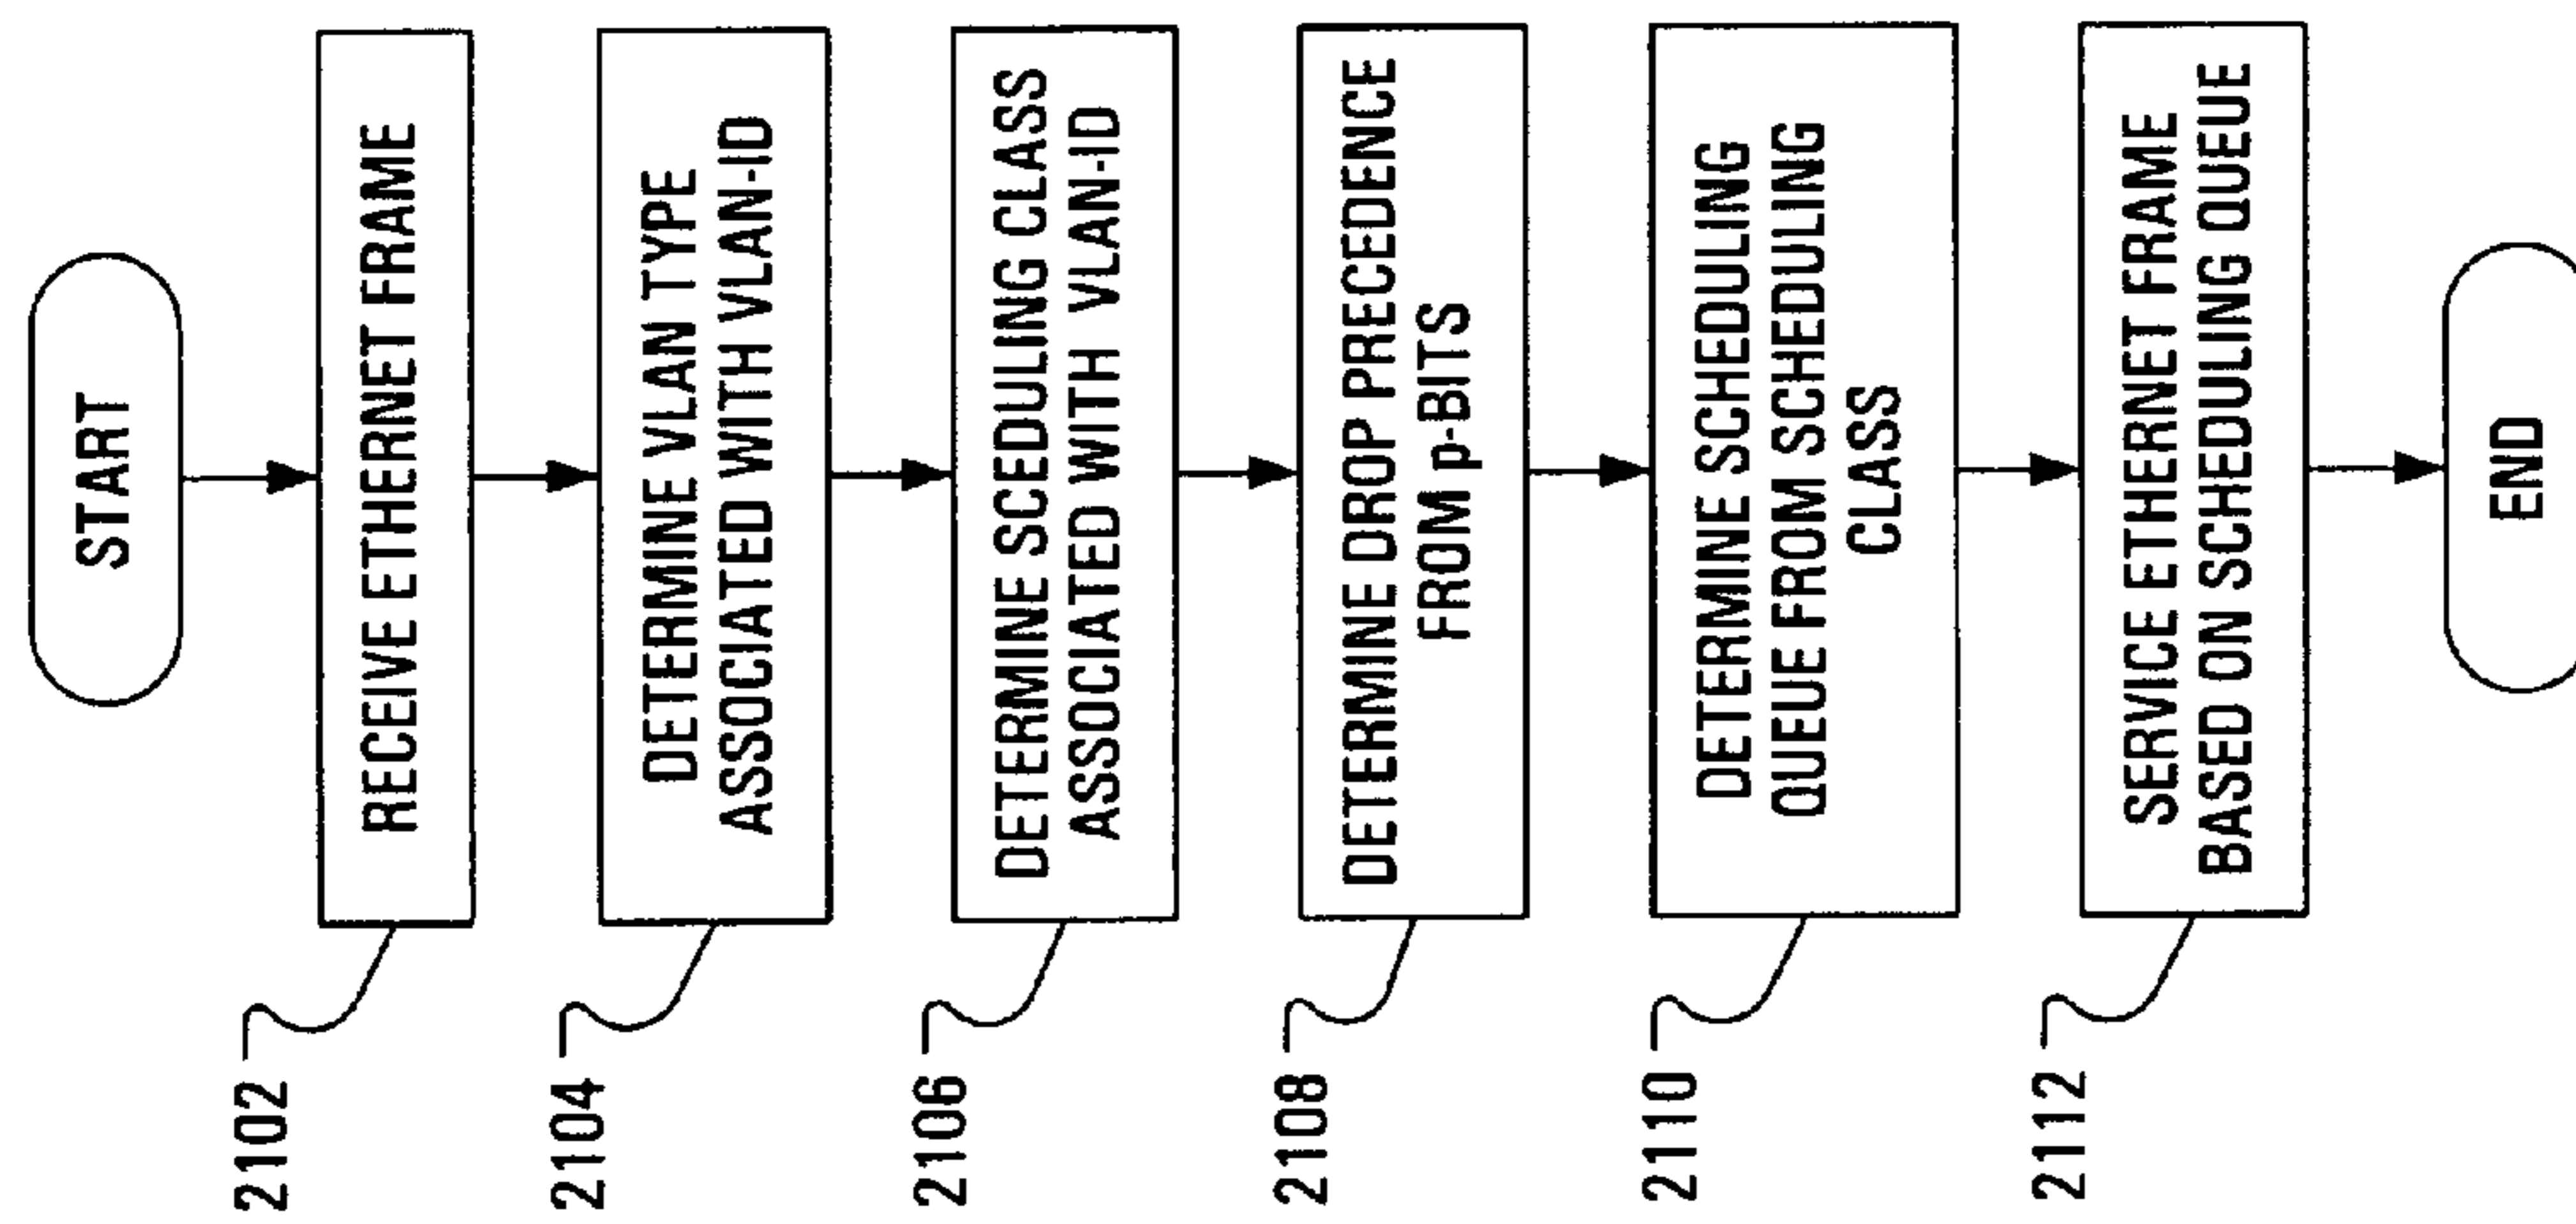 START
2102
RECEIVE ETHERNET FRAME
2104
DETERMINE VLAN TYPE
ASSOCIATED WITH VLAN-ID
2106
DETERMINE SCEDULING CLASS
ASSOCIATED WITH VLAN-ID
2108
DETERMINE DROP PRECEDENCE
FROM p-BITS
2110
DETERMINE SCHEDULING
QUEUE FROM SCHEDULING
CLASS
2112
SERVICE ETHERNET FRAME
BASED ON SCHEDULING QUEUE
END